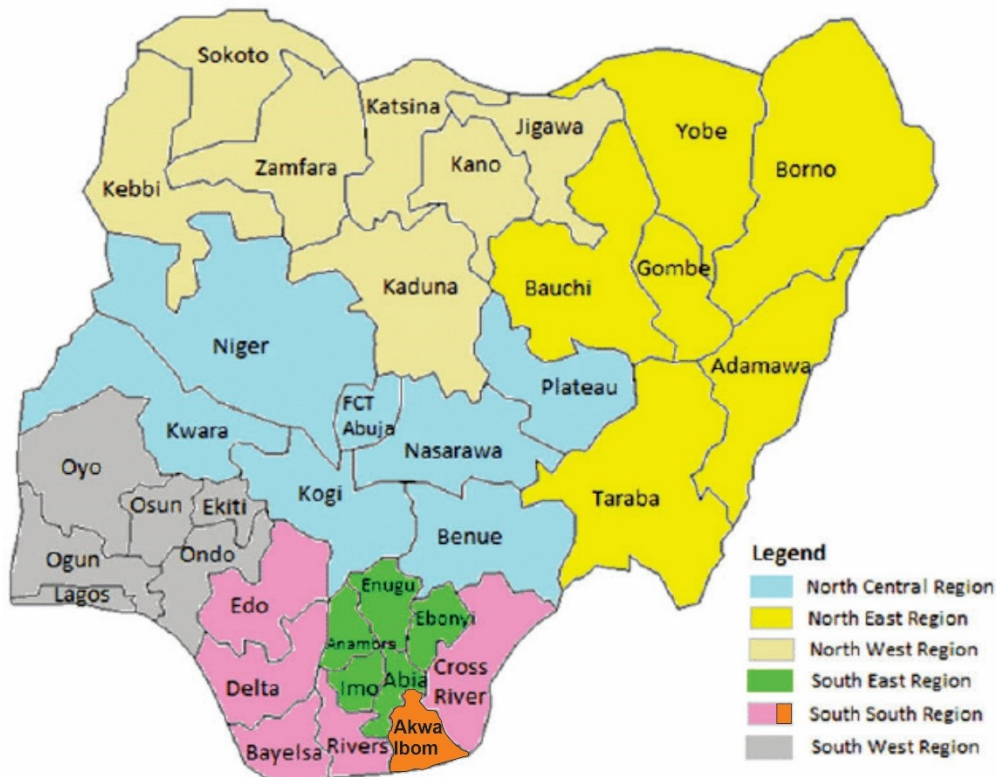 Sokoto
Katsina
Jigawa
Yobe
Borno
Kano
Zamfara
Kebbi
Gombe
Kaduna
Bauchi
Niger
Adamawa
Plateau
FCT
Abuja
Kwara
Nasarawa
Oyo
Kogi
Taraba
Osun
Ekiti
Benue
Ondo
Ogun
Lagos
Enugu
Edo
Ebonyi
Anambra
Cross
River
Abia
Imo
Delta
Akwa
Ibom
Rivers
Bayelsa
Legend
North Central Region
North East Region
North West Region
South East Region
South South Region
South West Region